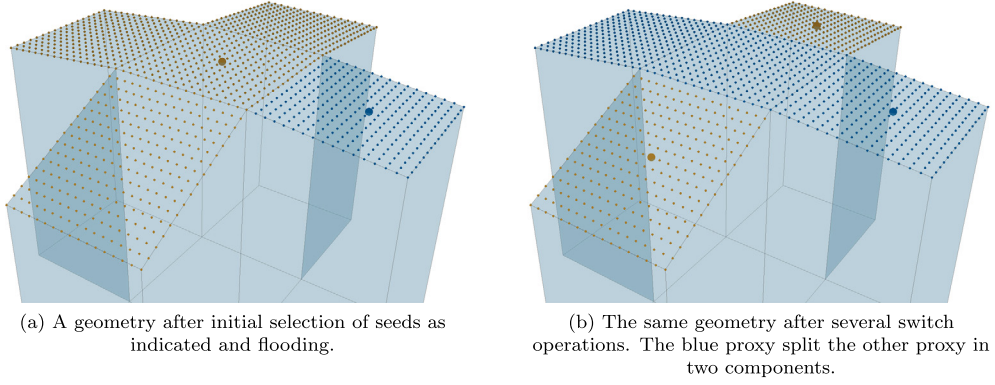 (a) A geometry after initial selection of seeds as
indicated and flooding.
(b) The same geometry after several switch
operations. The blue proxy split the other proxy in
two components.